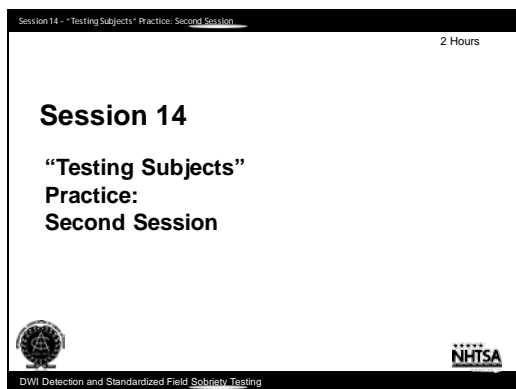 Session 14 - "Testing Subjects" Practice: Second Session
2 Hours
Session 14
“Testing Subjects”
Practice:
Second Session
NHTSA
DWI Detection and Standardized Field Sobriety Testing